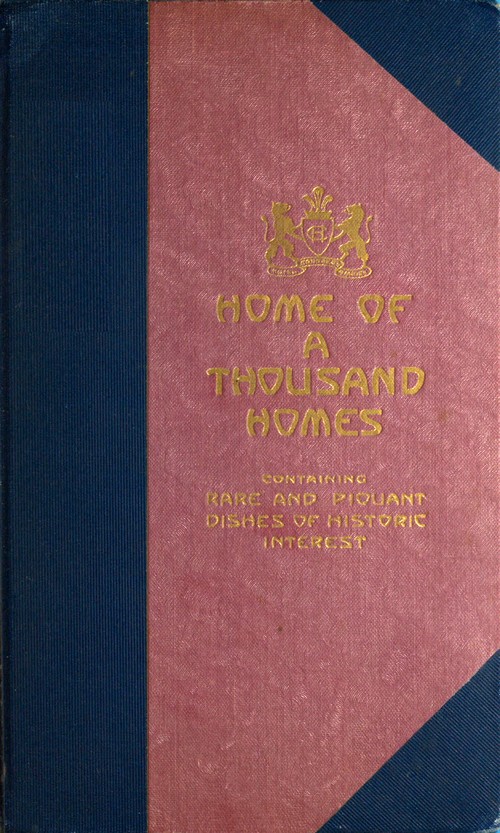 HOME OF
A
THOUSAND
HOMES
CONTAINING
RARE AND PIQUANT
DISHES OF HISTORIC
INTEREST